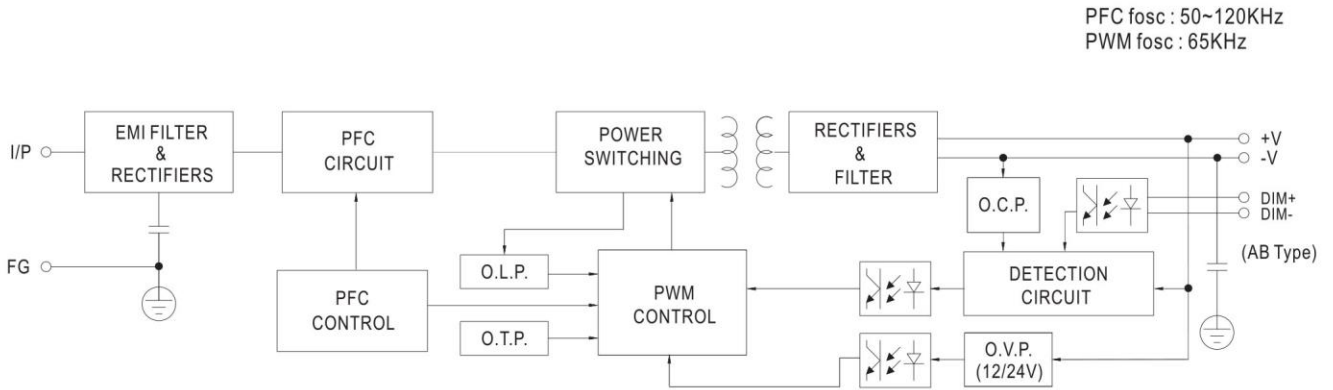 PFC fosc : 50~120KHz
PWM fosc : 65KHz
I/P
EMI FILTER
&
RECTIFIERS
PFC
CIRCUIT
POWER
SWITCHING
RECTIFIERS
&
FILTER
+V
-V
DIM+
DIM-
(AB Type)
O.C.P.
FG
O.L.P.
PFC
CONTROL
O.T.P.
PWM
CONTROL
DETECTION
CIRCUIT
O.V.P.
(12/24V)